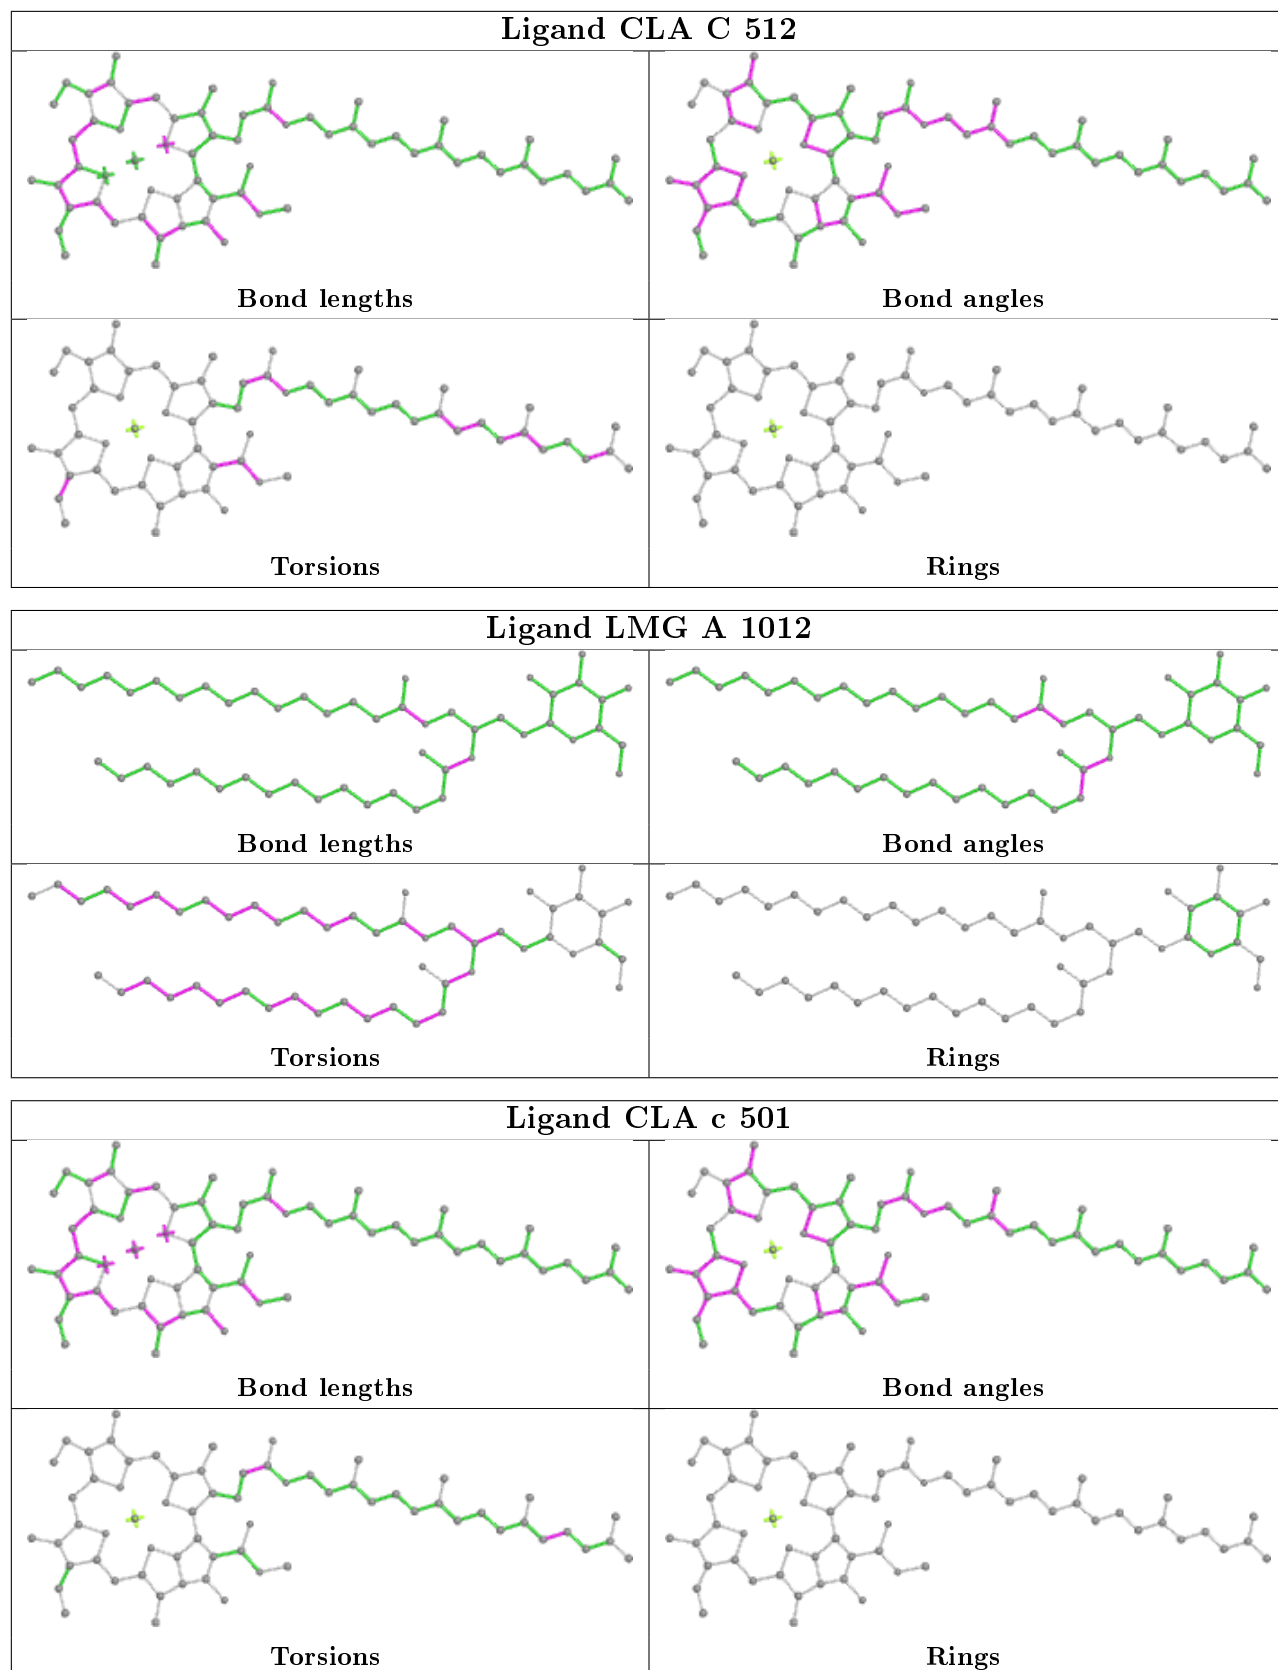 Ligand CLA C 512
Bond lengths
Bond angles
Torsions
Rings
Ligand LMG A 1012
Bond lengths
Bond angles
Torsions
Rings
Ligand CLA c 501
Bond lengths
Bond angles
Torsions
Rings